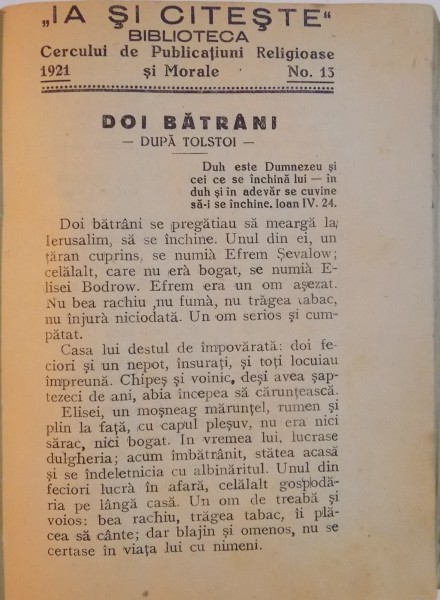 „IA ŞI CITEŞTE“
BIBLIOTECA
Cercului de Publicaţiuni Religioase
1921 şi Morale No. 13
DOI BĂTRÂNI
— DUPĂ TOLSTOI —
Duh este Dumnezeu şi
cei ce se închină lui — în
duh şi în adevăr se cuvine
să-i se închine. Ioan IV. 24.
Doi bătrâni se pregătiau să meargă la
Ierusalim, să se închine. Unul din ei, un
ţăran cuprins, se numià Efrem Şevalow;
celălalt, care nu erà bogat, se numià E-
lisei Bodrow. Efrem era un om aşezat.
Nu bea rachiu ,nu fumà, nu trăgea tabac,
nu înjură niciodată. Un om serios şi cum-
pătat.
Casa lui destul de împovărată: doi fe-
ciori şi un nepot, însuraţi, şi toţi locuiau
împreună. Chipeş şi voinic, deşi avea şap-
tezeci de ani, abia începea să cărunţească.
Elisei, un moşneag mărunţel, rumen şi
plin la faţă, cu capul pleşuv, nu era nici
sărac, nici bogat. In vremea lui, lucrase
dulgheria; acum îmbătrânit, stătea acasă
şi se îndeletnicia cu albinăritul. Unul din
feciori lucrà în afară, celălalt gospodă-
ria pe lângă casă. Un om de treabă şi
voios: bea rachiu, trăgea tabac, îi plă-
cea să cânte; dar blajin şi omenos, nu se
certase în viaţa lui cu nimeni.